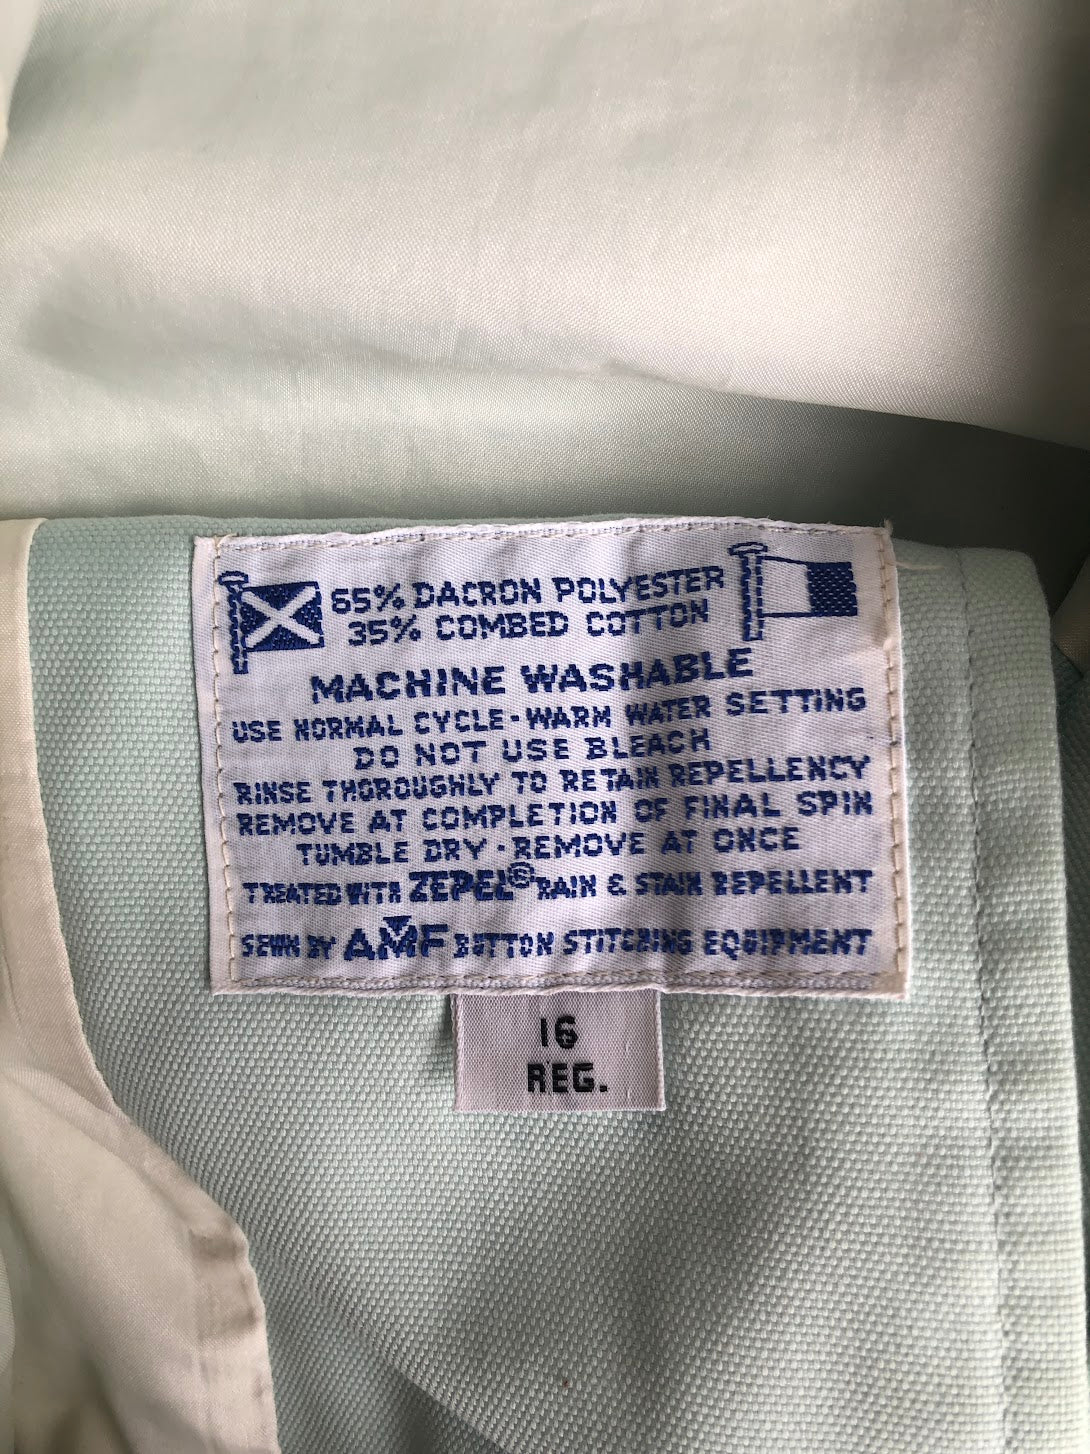 65% DACRON POLYESTER
35% COMBED COTTON
MACHINE WASHABLE
USE NORMAL CYCLE-WARM WATER SETTING
DO NOT USE BLEACH
RINSE THOROUGHLY TO RETAIN REPELLENCY
REMOVE AT COMPLETION OF FINAL SPIN
TUMBLE DRY - REMOVE AT ONCE
TREATED WITH ZEPEL® RAIN & STAIN REPELLENT
SEWN BY AMF BUTTON STITCHING EQUIPMENT
16
REG.